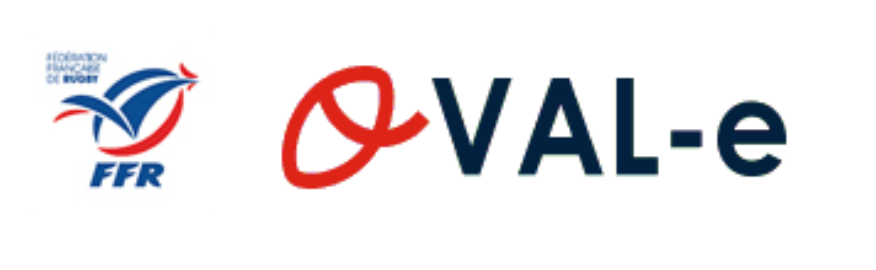 FÉDÉRATION
FRANÇAISE
DE RUGBY
FFR
OVAL-e